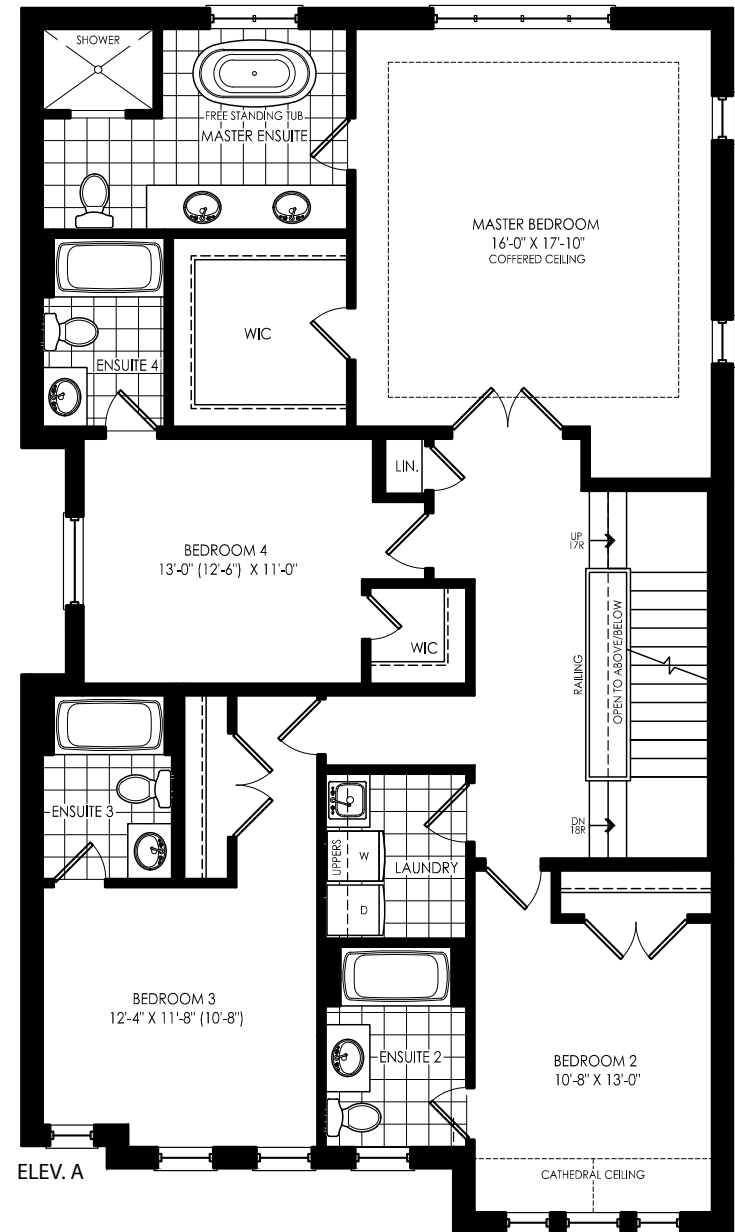 SHOWER
FREE STANDING TUB
MASTER ENSUITE
MASTER BEDROOM
16'-0" X 17'-10"
COFFERED CEILING
WIC
ENSUITE 4
LIN.
BEDROOM 4
13'-0" (12'-6") X 11'-0"
UP
17R
WIC
RAILING
OPEN TO ABOVE/BELOW
ENSUITE 3
DN
18R
UPPERS
W
LAUNDRY
D
BEDROOM 3
12'-4" X 11'-8" (10'-8")
ENSUITE 2
BEDROOM 2
10'-8" X 13'-0"
CATHEDRAL CEILING
ELEV. A